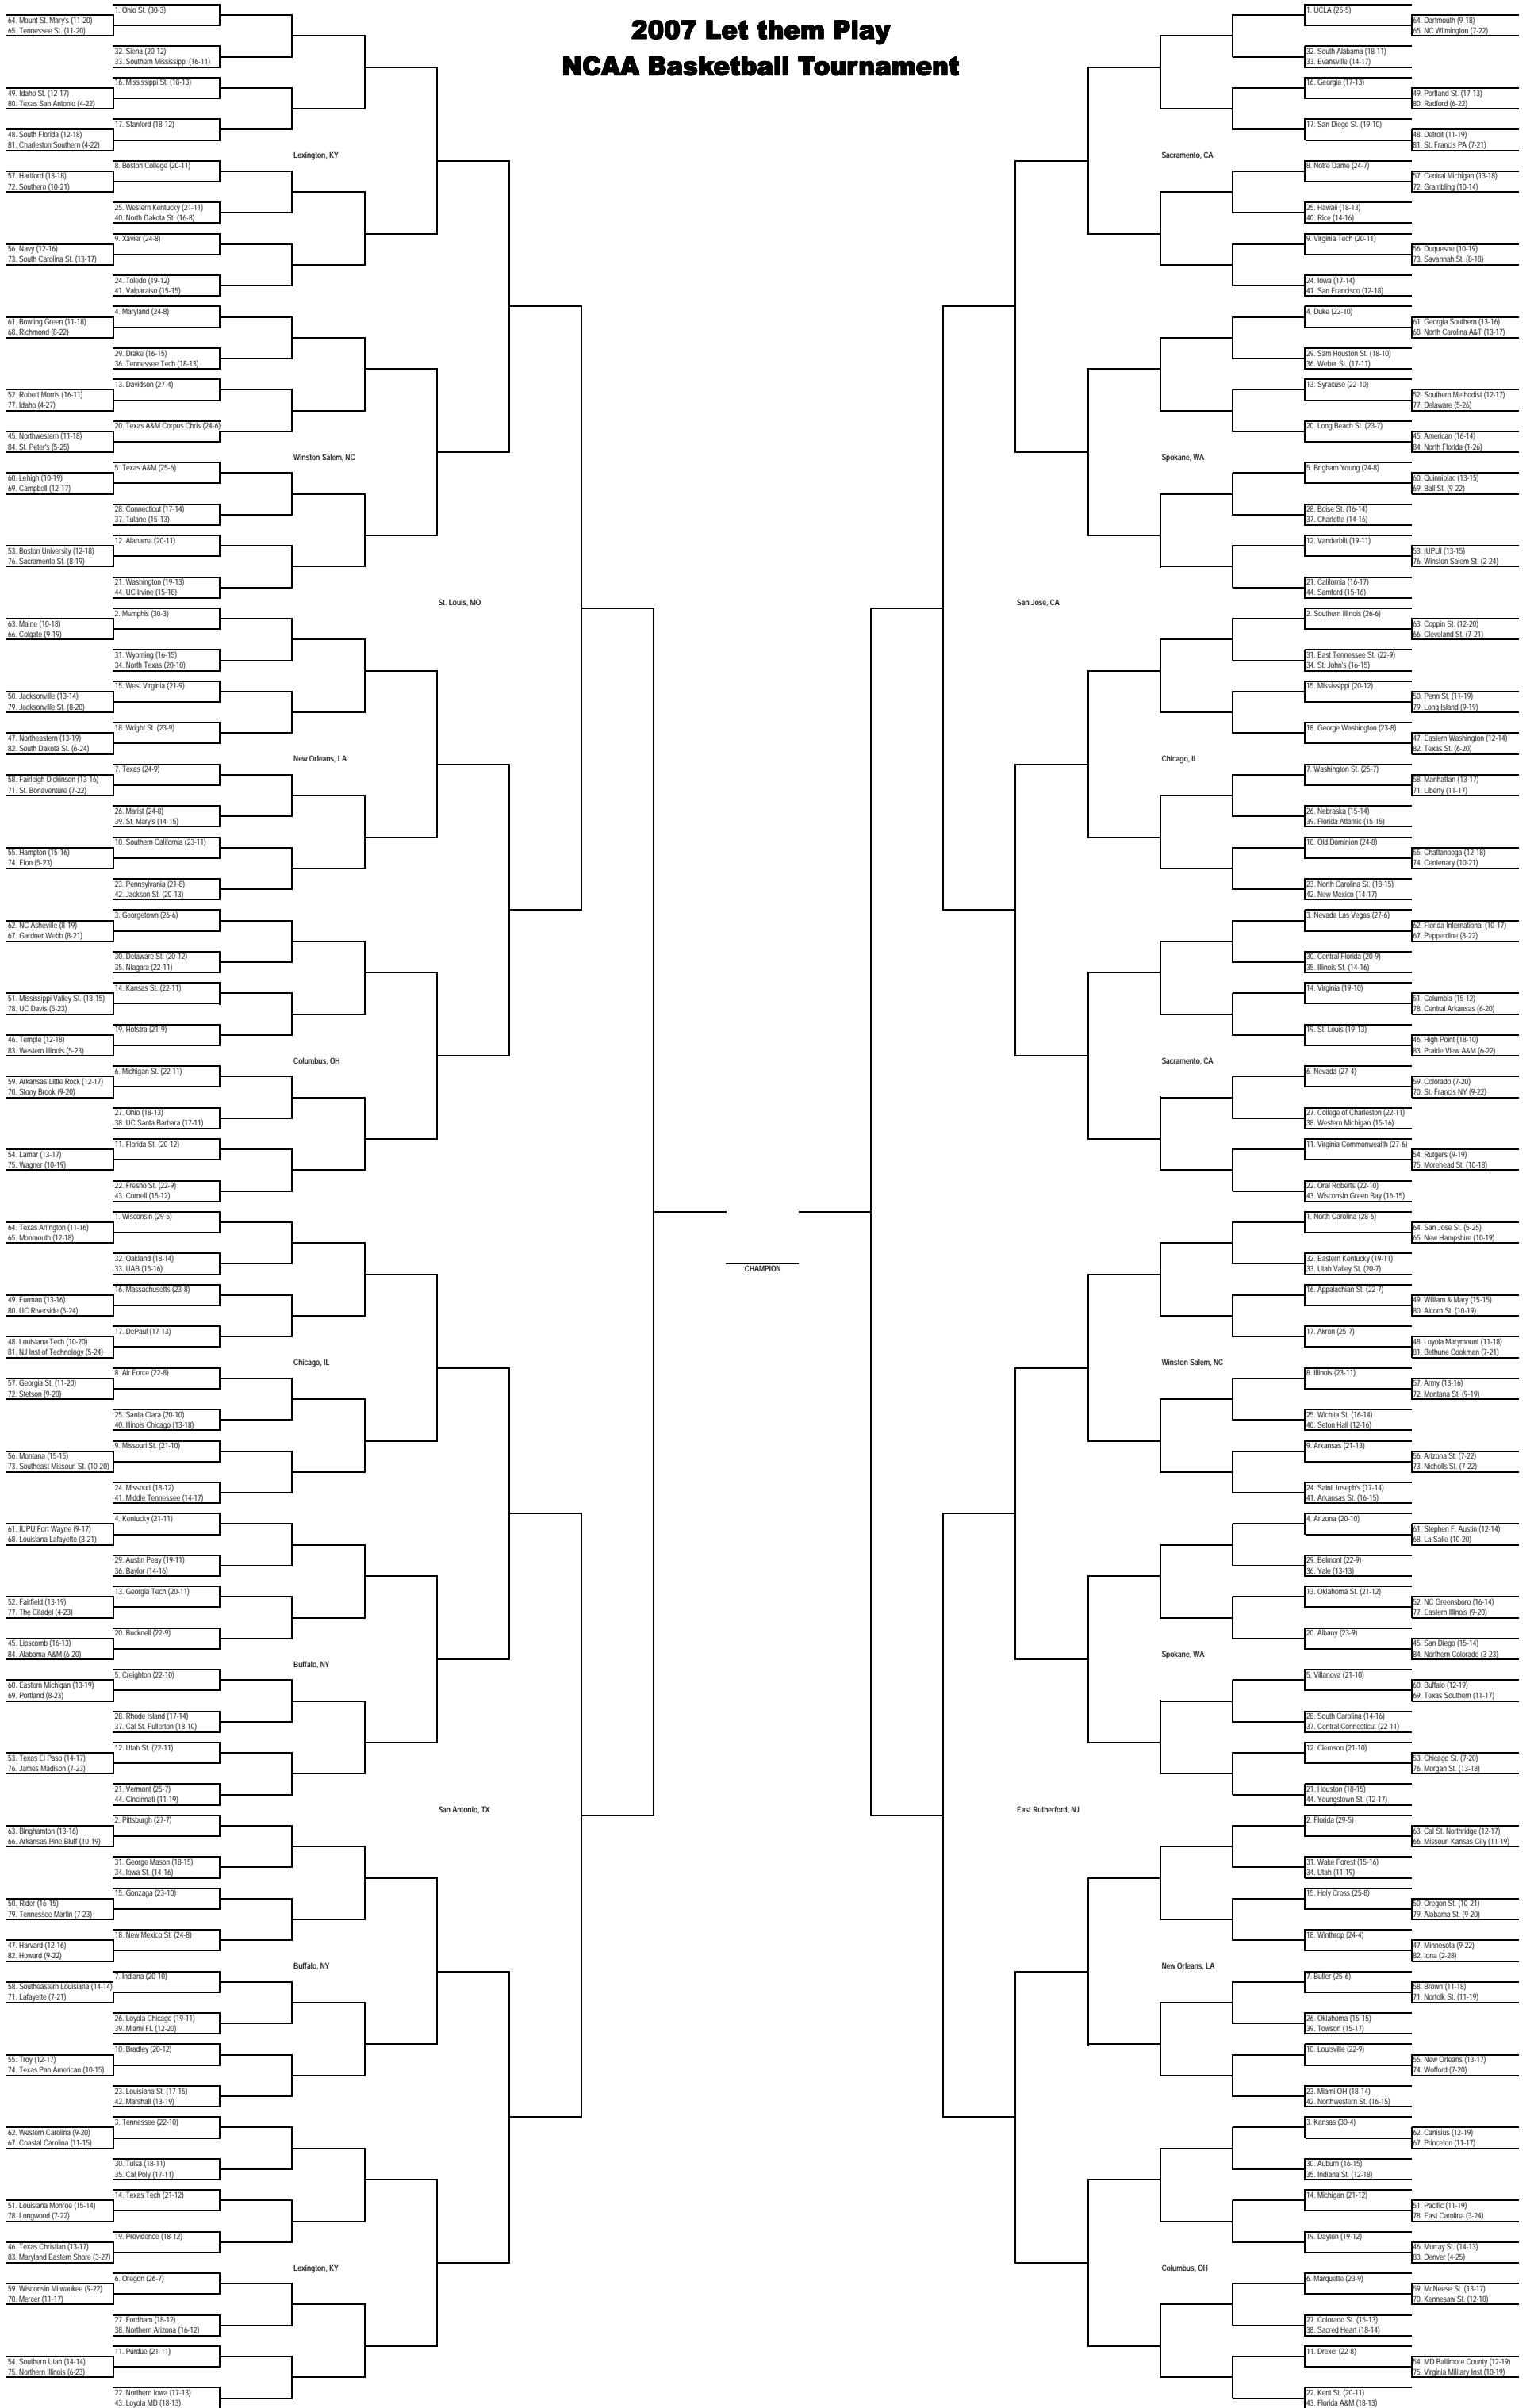 2007 Let them Play
NCAA Basketball Tournament
1. Ohio St. (30-3)
64. Mount St. Mary's (11-20)
65. Tennessee St. (11-20)
32. Siena (20-12)
33. Southern Mississippi (16-11)
16. Mississippi St. (18-13)
49. Idaho St. (12-17)
80. Texas San Antonio (4-22)
17. Stanford (18-12)
48. South Florida (12-18)
81. Charleston Southern (4-22)
Lexington, KY
8. Boston College (20-11)
57. Hartford (13-18)
72. Southern (10-21)
25. Western Kentucky (21-11)
40. North Dakota St. (16-8)
9. Xavier (24-8)
56. Navy (12-16)
73. South Carolina St. (13-17)
24. Toledo (19-12)
41. Valparaiso (15-15)
4. Maryland (24-8)
61. Bowling Green (11-18)
68. Richmond (8-22)
29. Drake (16-15)
36. Tennessee Tech (18-13)
13. Davidson (27-4)
52. Robert Morris (16-11)
77. Idaho (4-27)
20. Texas A&M Corpus Chris (24-6)
45. Northwestern (11-18)
84. St. Peter's (5-25)
Winston-Salem, NC
5. Texas A&M (25-6)
60. Lehigh (10-19)
69. Campbell (12-17)
28. Connecticut (17-14)
37. Tulane (15-13)
12. Alabama (20-11)
53. Boston University (12-18)
76. Sacramento St. (8-19)
21. Washington (19-13)
44. UC Irvine (15-18)
St. Louis, MO
2. Memphis (30-3)
63. Maine (10-18)
66. Colgate (9-19)
31. Wyoming (16-15)
34. North Texas (20-10)
15. West Virginia (21-9)
50. Jacksonville (13-14)
79. Jacksonville St. (8-20)
18. Wright St. (23-9)
47. Northeastern (13-19)
82. South Dakota St. (6-24)
New Orleans, LA
7. Texas (24-9)
58. Fairleigh Dickinson (13-16)
71. St. Bonaventure (7-22)
26. Marist (24-8)
39. St. Mary's (14-15)
10. Southern California (23-11)
55. Hampton (15-16)
74. Elon (5-23)
23. Pennsylvania (21-8)
42. Jackson St. (20-13)
3. Georgetown (26-6)
62. NC Asheville (8-19)
67. Gardner Webb (8-21)
30. Delaware St. (20-12)
35. Niagara (22-11)
14. Kansas St. (22-11)
51. Mississippi Valley St. (18-15)
78. UC Davis (5-23)
19. Hofstra (21-9)
46. Temple (12-18)
83. Western Illinois (5-23)
Columbus, OH
6. Michigan St. (22-11)
59. Arkansas Little Rock (12-17)
70. Stony Brook (9-20)
27. Ohio (18-13)
38. UC Santa Barbara (17-11)
11. Florida St. (20-12)
54. Lamar (13-17)
75. Wagner (10-19)
22. Fresno St. (22-9)
43. Cornell (15-12)
1. Wisconsin (29-5)
64. Texas Arlington (11-16)
65. Monmouth (12-18)
32. Oakland (18-14)
33. UAB (15-16)
16. Massachusetts (23-8)
49. Furman (13-16)
80. UC Riverside (5-24)
17. DePaul (17-13)
48. Louisiana Tech (10-20)
81. NJ Inst of Technology (5-24)
Chicago, IL
8. Air Force (22-8)
57. Georgia St. (11-20)
72. Stetson (9-20)
25. Santa Clara (20-10)
40. Illinois Chicago (13-18)
9. Missouri St. (21-10)
56. Montana (15-15)
73. Southeast Missouri St. (10-20)
24. Missouri (18-12)
41. Middle Tennessee (14-17)
4. Kentucky (21-11)
61. IUPU Fort Wayne (9-17)
68. Louisiana Lafayette (8-21)
29. Austin Peay (19-11)
36. Baylor (14-16)
13. Georgia Tech (20-11)
52. Fairfield (13-19)
77. The Citadel (4-23)
20. Bucknell (22-9)
45. Lipscomb (16-13)
84. Alabama A&M (6-20)
Buffalo, NY
5. Creighton (22-10)
60. Eastern Michigan (13-19)
69. Portland (8-23)
28. Rhode Island (17-14)
37. Cal St. Fullerton (18-10)
12. Utah St. (22-11)
53. Texas El Paso (14-17)
76. James Madison (7-23)
21. Vermont (25-7)
44. Cincinnati (11-19)
San Antonio, TX
2. Pittsburgh (27-7)
63. Binghamton (13-16)
66. Arkansas Pine Bluff (10-19)
31. George Mason (18-15)
34. Iowa St. (14-16)
15. Gonzaga (23-10)
50. Rider (16-15)
79. Tennessee Martin (7-23)
18. New Mexico St. (24-8)
47. Harvard (12-16)
82. Howard (9-22)
Buffalo, NY
7. Indiana (20-10)
58. Southeastern Louisiana (14-14)
71. Lafayette (7-21)
26. Loyola Chicago (19-11)
39. Miami FL (12-20)
10. Bradley (20-12)
55. Troy (12-17)
74. Texas Pan American (10-15)
23. Louisiana St. (17-15)
42. Marshall (13-19)
3. Tennessee (22-10)
62. Western Carolina (9-20)
67. Coastal Carolina (11-15)
30. Tulsa (18-11)
35. Cal Poly (17-11)
14. Texas Tech (21-12)
51. Louisiana Monroe (15-14)
78. Longwood (7-22)
19. Providence (18-12)
46. Texas Christian (13-17)
83. Maryland Eastern Shore (3-27)
Lexington, KY
6. Oregon (26-7)
59. Wisconsin Milwaukee (9-22)
70. Mercer (11-17)
27. Fordham (18-12)
38. Northern Arizona (16-12)
11. Purdue (21-11)
54. Southern Utah (14-14)
75. Northern Illinois (6-23)
22. Northern Iowa (17-13)
43. Loyola MD (18-13)
CHAMPION
1. UCLA (25-5)
64. Dartmouth (9-18)
65. NC Wilmington (7-22)
32. South Alabama (18-11)
33. Evansville (14-17)
16. Georgia (17-13)
49. Portland St. (17-13)
80. Radford (6-22)
17. San Diego St. (19-10)
48. Detroit (11-19)
81. St. Francis PA (7-21)
Sacramento, CA
8. Notre Dame (24-7)
57. Central Michigan (13-18)
72. Grambling (10-14)
25. Hawaii (18-13)
40. Rice (14-16)
9. Virginia Tech (20-11)
56. Duquesne (10-19)
73. Savannah St. (8-18)
24. Iowa (17-14)
41. San Francisco (12-18)
4. Duke (22-10)
61. Georgia Southern (13-16)
68. North Carolina A&T (13-17)
29. Sam Houston St. (18-10)
36. Weber St. (17-11)
13. Syracuse (22-10)
52. Southern Methodist (12-17)
77. Delaware (5-26)
20. Long Beach St. (23-7)
45. American (16-14)
84. North Florida (1-26)
Spokane, WA
5. Brigham Young (24-8)
60. Quinnipiac (13-15)
69. Ball St. (9-22)
28. Boise St. (16-14)
37. Charlotte (14-16)
12. Vanderbilt (19-11)
53. IUPUI (13-15)
76. Winston Salem St. (2-24)
21. California (16-17)
44. Samford (15-16)
San Jose, CA
2. Southern Illinois (26-6)
63. Coppin St. (12-20)
66. Cleveland St. (7-21)
31. East Tennessee St. (22-9)
34. St. John's (16-15)
15. Mississippi (20-12)
50. Penn St. (11-19)
79. Long Island (9-19)
18. George Washington (23-8)
47. Eastern Washington (12-14)
82. Texas St. (6-20)
Chicago, IL
7. Washington St. (25-7)
58. Manhattan (13-17)
71. Liberty (11-17)
26. Nebraska (15-14)
39. Florida Atlantic (15-15)
10. Old Dominion (24-8)
55. Chattanooga (12-18)
74. Centenary (10-21)
23. North Carolina St. (18-15)
42. New Mexico (14-17)
3. Nevada Las Vegas (27-6)
62. Florida International (10-17)
67. Pepperdine (8-22)
30. Central Florida (20-9)
35. Illinois St. (14-16)
14. Virginia (19-10)
51. Columbia (15-12)
78. Central Arkansas (6-20)
19. St. Louis (19-13)
46. High Point (18-10)
83. Prairie View A&M (6-22)
Sacramento, CA
6. Nevada (27-4)
59. Colorado (7-20)
70. St. Francis NY (9-22)
27. College of Charleston (22-11)
38. Western Michigan (15-16)
11. Virginia Commonwealth (27-6)
54. Rutgers (9-19)
75. Morehead St. (10-18)
22. Oral Roberts (22-10)
43. Wisconsin Green Bay (16-15)
1. North Carolina (28-6)
64. San Jose St. (5-25)
65. New Hampshire (10-19)
32. Eastern Kentucky (19-11)
33. Utah Valley St. (20-7)
16. Appalachian St. (22-7)
49. William & Mary (15-15)
80. Alcorn St. (10-19)
17. Akron (25-7)
48. Loyola Marymount (11-18)
81. Bethune Cookman (7-21)
Winston-Salem, NC
8. Illinois (23-11)
57. Army (13-16)
72. Montana St. (9-19)
25. Wichita St. (16-14)
40. Seton Hall (12-16)
9. Arkansas (21-13)
56. Arizona St. (7-22)
73. Nicholls St. (7-22)
24. Saint Joseph's (17-14)
41. Arkansas St. (16-15)
4. Arizona (20-10)
61. Stephen F. Austin (12-14)
68. La Salle (10-20)
29. Belmont (22-9)
36. Yale (13-13)
13. Oklahoma St. (21-12)
52. NC Greensboro (16-14)
77. Eastern Illinois (9-20)
20. Albany (23-9)
45. San Diego (15-14)
84. Northern Colorado (3-23)
Spokane, WA
5. Villanova (21-10)
60. Buffalo (12-19)
69. Texas Southern (11-17)
28. South Carolina (14-16)
37. Central Connecticut (22-11)
12. Clemson (21-10)
53. Chicago St. (7-20)
76. Morgan St. (13-18)
21. Houston (18-15)
44. Youngstown St. (12-17)
East Rutherford, NJ
2. Florida (29-5)
63. Cal St. Northridge (12-17)
66. Missouri Kansas City (11-19)
31. Wake Forest (15-16)
34. Utah (11-19)
15. Holy Cross (25-8)
50. Oregon St. (10-21)
79. Alabama St. (9-20)
18. Winthrop (24-4)
47. Minnesota (9-22)
82. Iona (2-28)
New Orleans, LA
7. Butler (25-6)
58. Brown (11-18)
71. Norfolk St. (11-19)
26. Oklahoma (15-15)
39. Towson (15-17)
10. Louisville (22-9)
55. New Orleans (13-17)
74. Wofford (7-20)
23. Miami OH (18-14)
42. Northwestern St. (16-15)
3. Kansas (30-4)
62. Canisius (12-19)
67. Princeton (11-17)
30. Auburn (16-15)
35. Indiana St. (12-18)
14. Michigan (21-12)
51. Pacific (11-19)
78. East Carolina (3-24)
19. Dayton (19-12)
46. Murray St. (14-13)
83. Denver (4-25)
Columbus, OH
6. Marquette (23-9)
59. McNeese St. (13-17)
70. Kennesaw St. (12-18)
27. Colorado St. (15-13)
38. Sacred Heart (18-14)
11. Drexel (22-8)
54. MD Baltimore County (12-19)
75. Virginia Military Inst (10-19)
22. Kent St. (20-11)
43. Florida A&M (18-13)